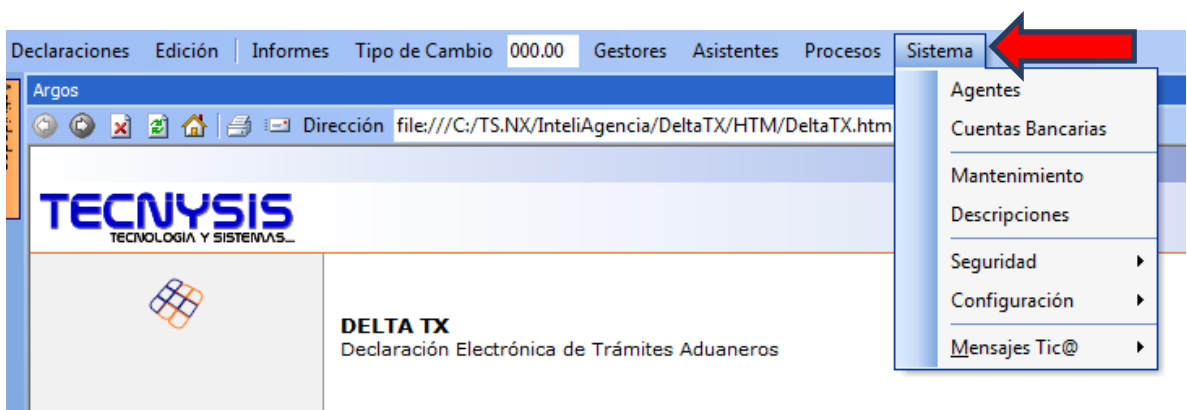 Declaraciones Edición Informes Tipo de Cambio 000.00 Gestores Asistentes Procesos Sistema
Argos
Dirección file:///C:/TS.NX/InteliAgencia/DeltaTX/HTM/DeltaTX.htm
TECNYSIS
TECNOLOGIA Y SISTEMAS...
DELTA TX
Declaración Electrónica de Trámites Aduaneros
Agentes
Cuentas Bancarias
Mantenimiento
Descripciones
Seguridad
Configuración
Mensajes Tic@